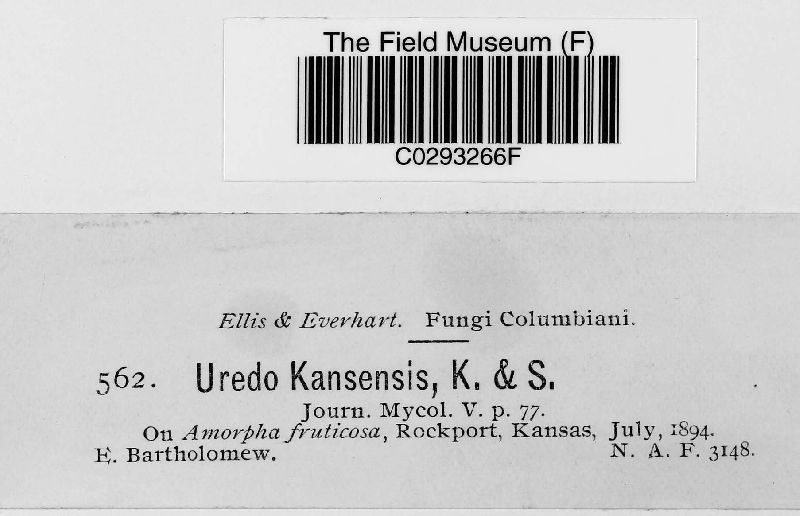 The Field Museum (F)
C0293266F
Ellis & Everhart. Fungi Columbiani.
562. Uredo Kansensis, K. & S.
Journ. Mycol. V. p. 77.
On Amorpha fruticosa, Rockport, Kansas, July, 1894.
E. Bartholomew. N. A. F. 3148.